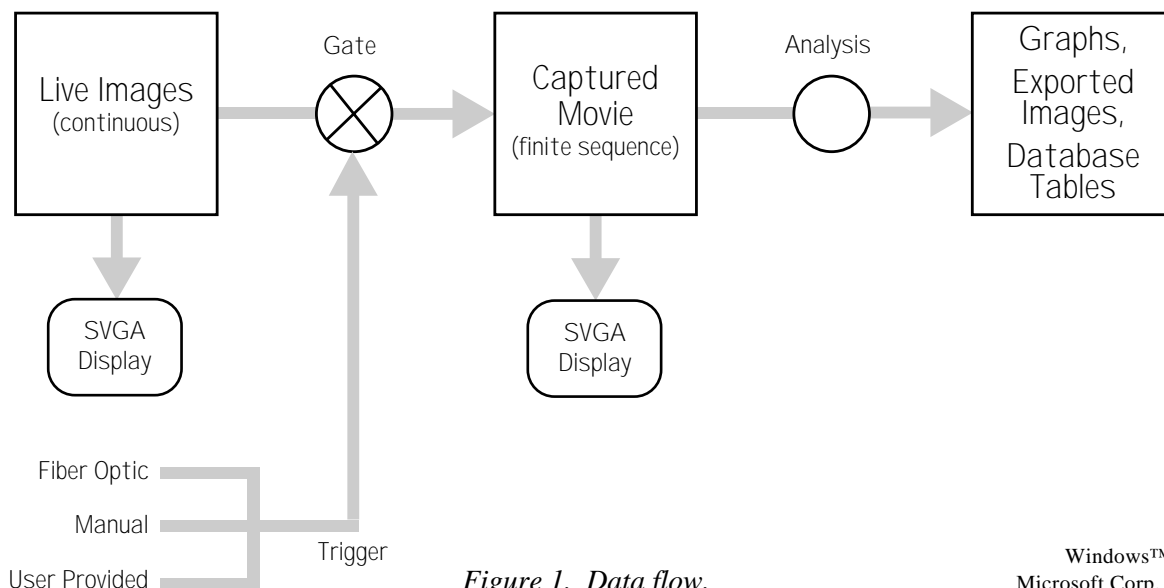 Gate
Analysis
Live Images
(continuous)
Captured
Movie
(finite sequence)
Graphs,
Exported
Images,
Database
Tables
SVGA
Display
SVGA
Display
Fiber Optic
Manual
User Provided
Trigger
Figure 1. Data flow.
Windows™
Microsoft Corp